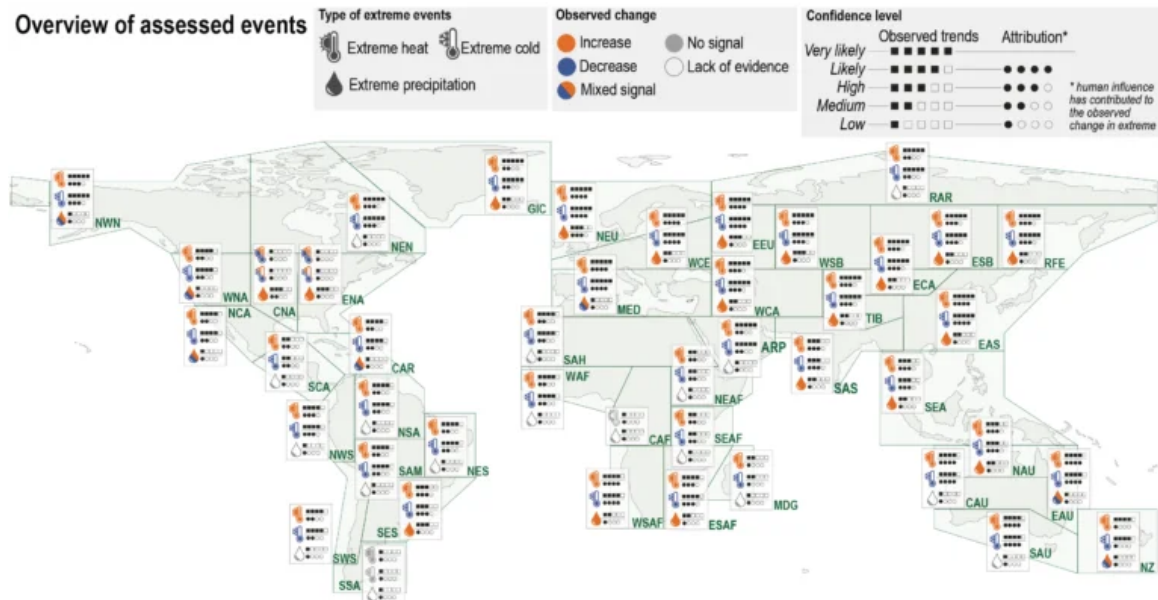 Overview of assessed events
Type of extreme events
Extreme heat
Extreme cold
Extreme precipitation
Observed change
Increase
No signal
Decrease
Lack of evidence
Mixed signal
Confidence level
Observed trends
Attribution*
Very likely
Likely
High
Medium
Low
* human influence
has contributed to
the observed
change in extreme
NWN
NEN
GIC
NEU
RAR
WCE
EEU
WSB
ESB
RFE
ECA
WNA
CNA
ENA
NCA
MED
WCA
TIB
EAS
SCA
CAR
SAH
ARP
SAS
WAF
NEAF
SEA
NWS
NSA
CAF
SEAF
SAM
NES
NAU
MDG
CAU
EAU
WSAF
ESAF
SES
SWS
SAU
NZ
SSA